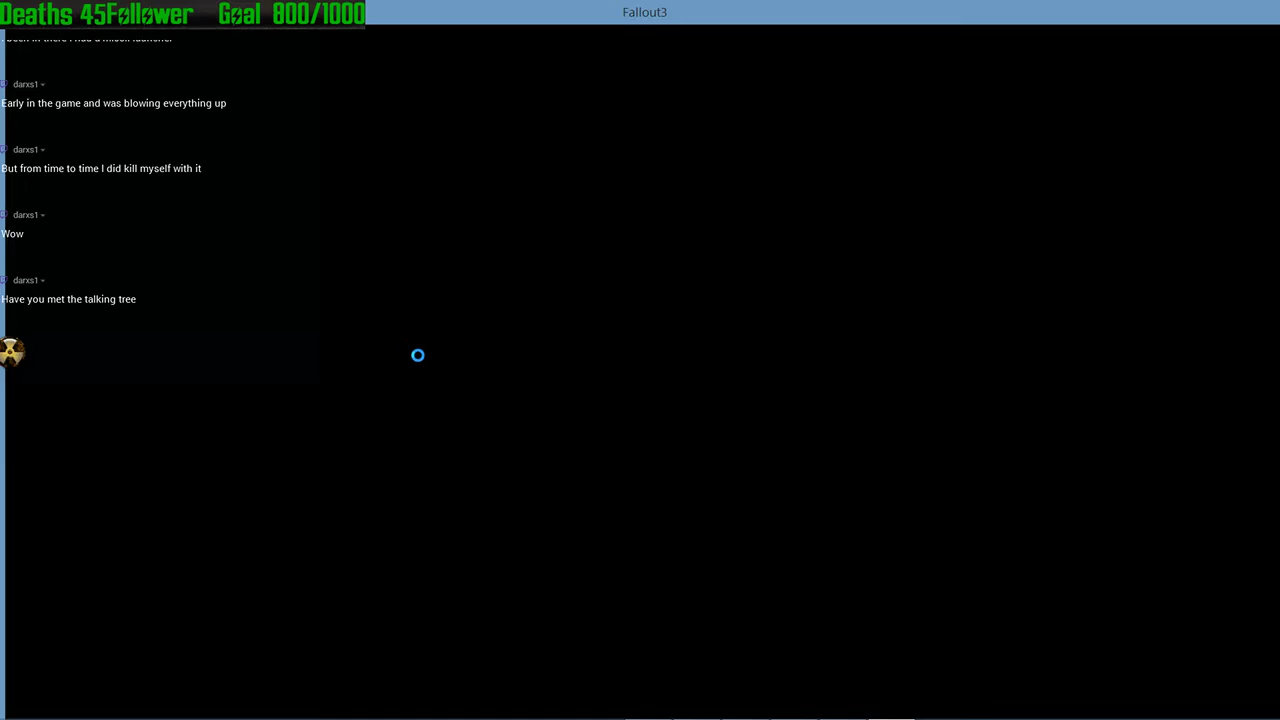 Deaths 45Follower Goal 800/1000
Fallout3
darxs1
Early in the game and was blowing everything up
darxs1
But from time to time I did kill myself with it
darxs1
Wow
darxs1
Have you met the talking tree